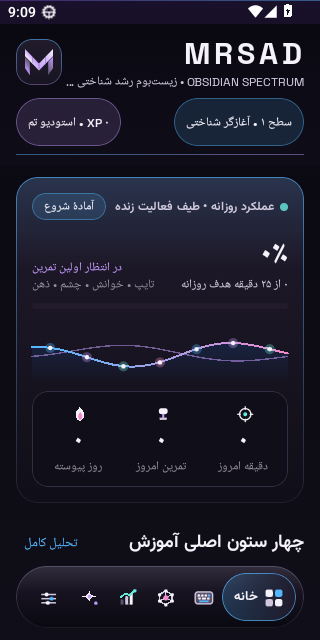 9:09
MRSAD
OBSIDIAN SPECTRUM • زیست‌بوم رشد شناختی ...
سطح ۱ • آغازگر شناختی
۰ XP • استودیو تم
عملکرد روزانه • طیف فعالیت زنده
آمادهٔ شروع
۰٪
۰ از ۲۵ دقیقه هدف روزانه
در انتظار اولین تمرین
تایپ • خوانش • چشم • ذهن
۰
دقیقه امروز
۰
تمرین امروز
۰
روز پیوسته
چهار ستون اصلی آموزش
تحلیل کامل
خانه